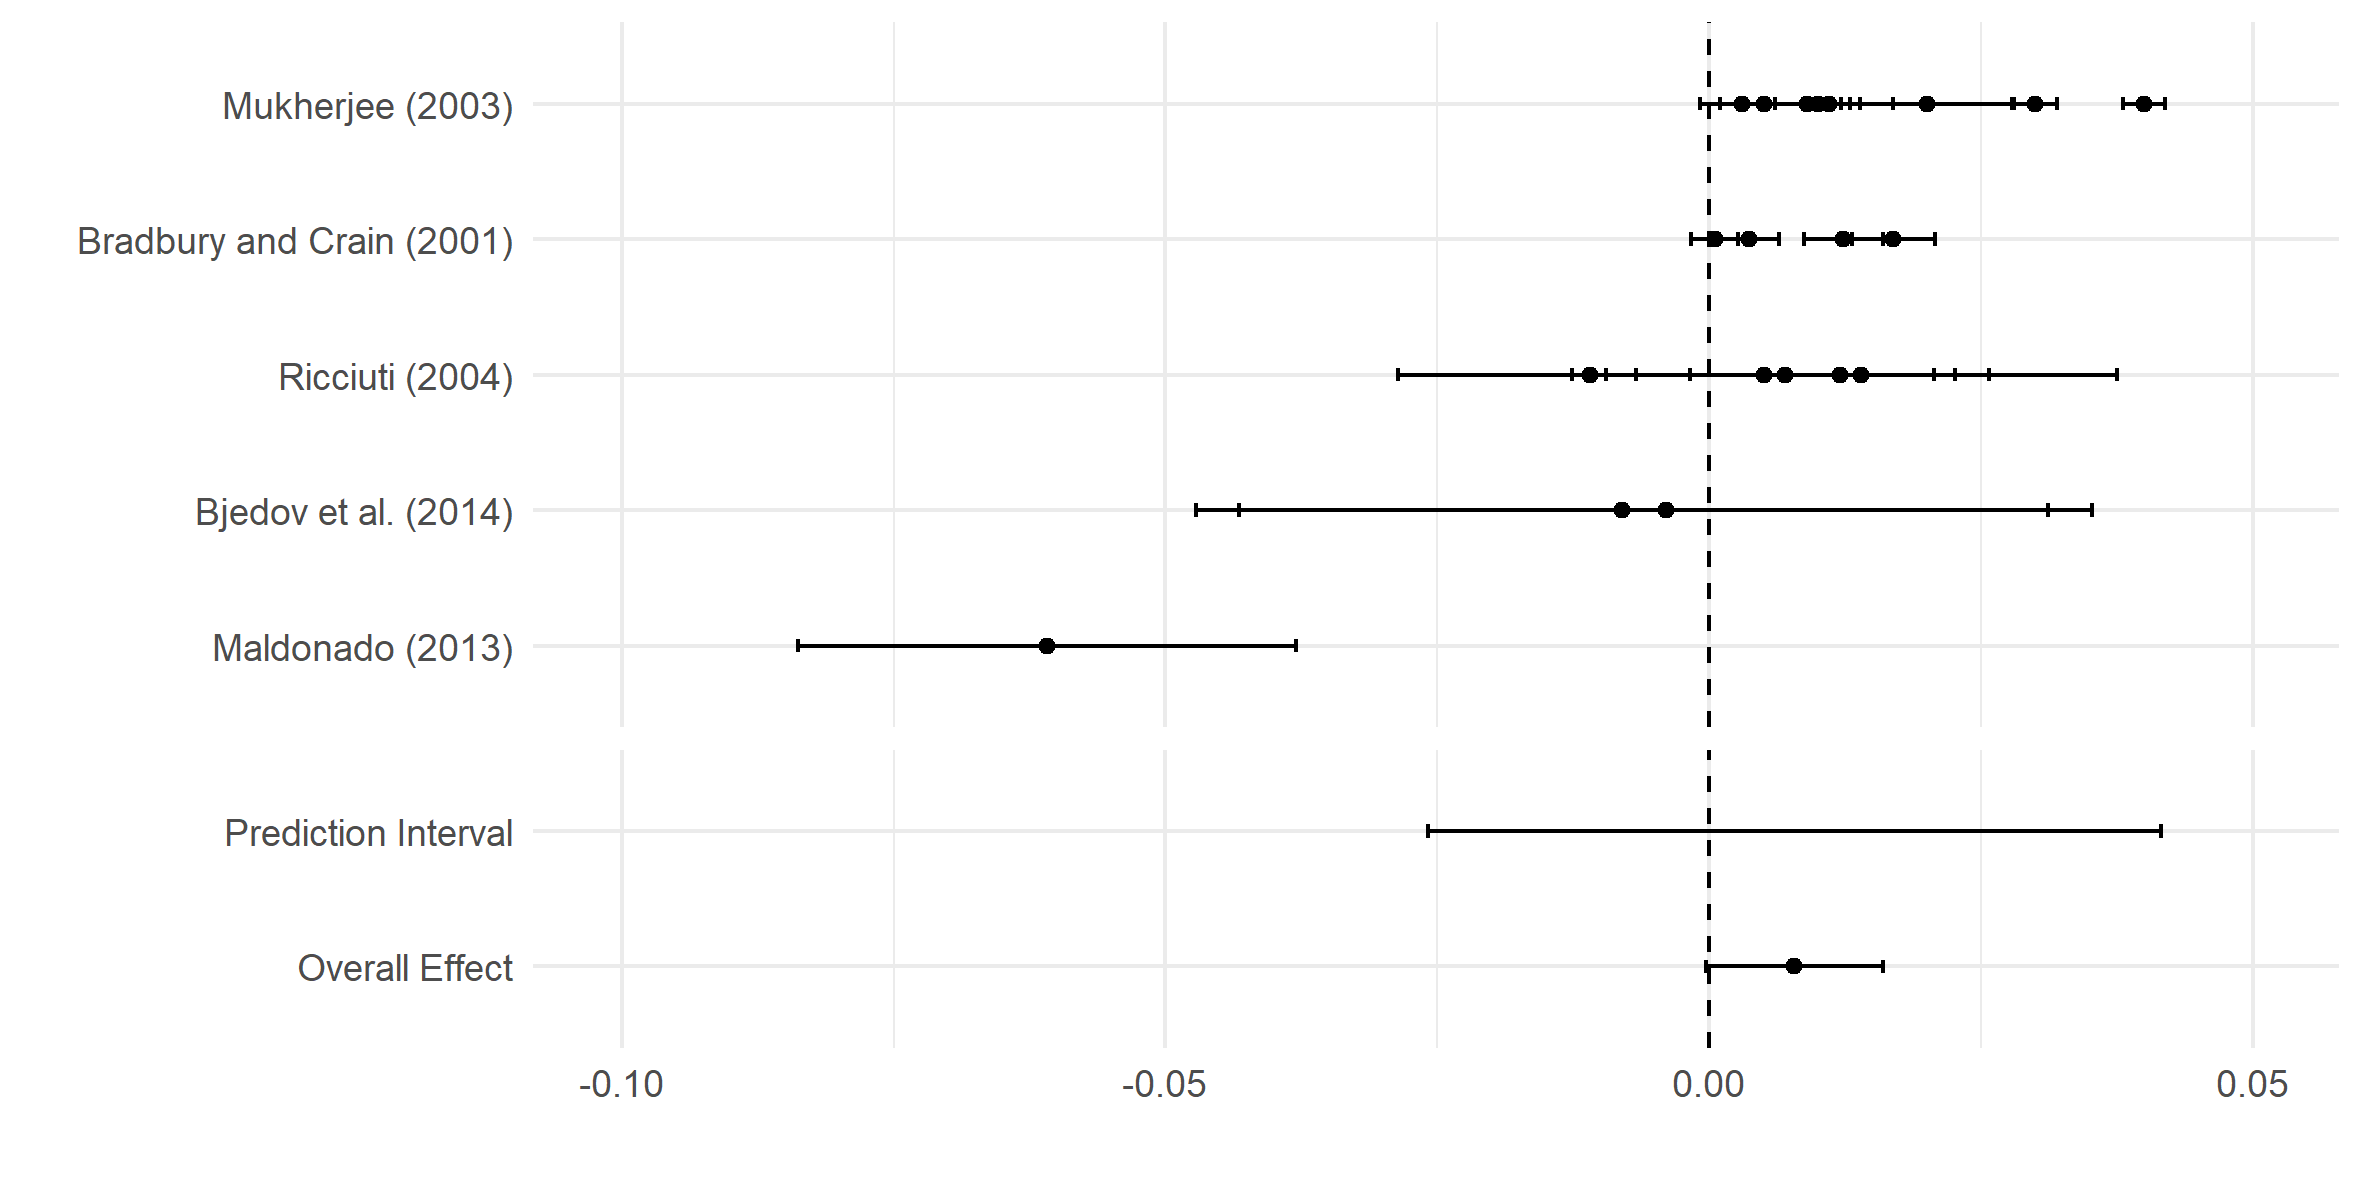 Mukherjee (2003)
Bradbury and Crain (2001)
Ricciuti (2004)
Bjedov et al. (2014)
Maldonado (2013)
Prediction Interval
Overall Effect
-0.10 -0.05 0.00 0.05